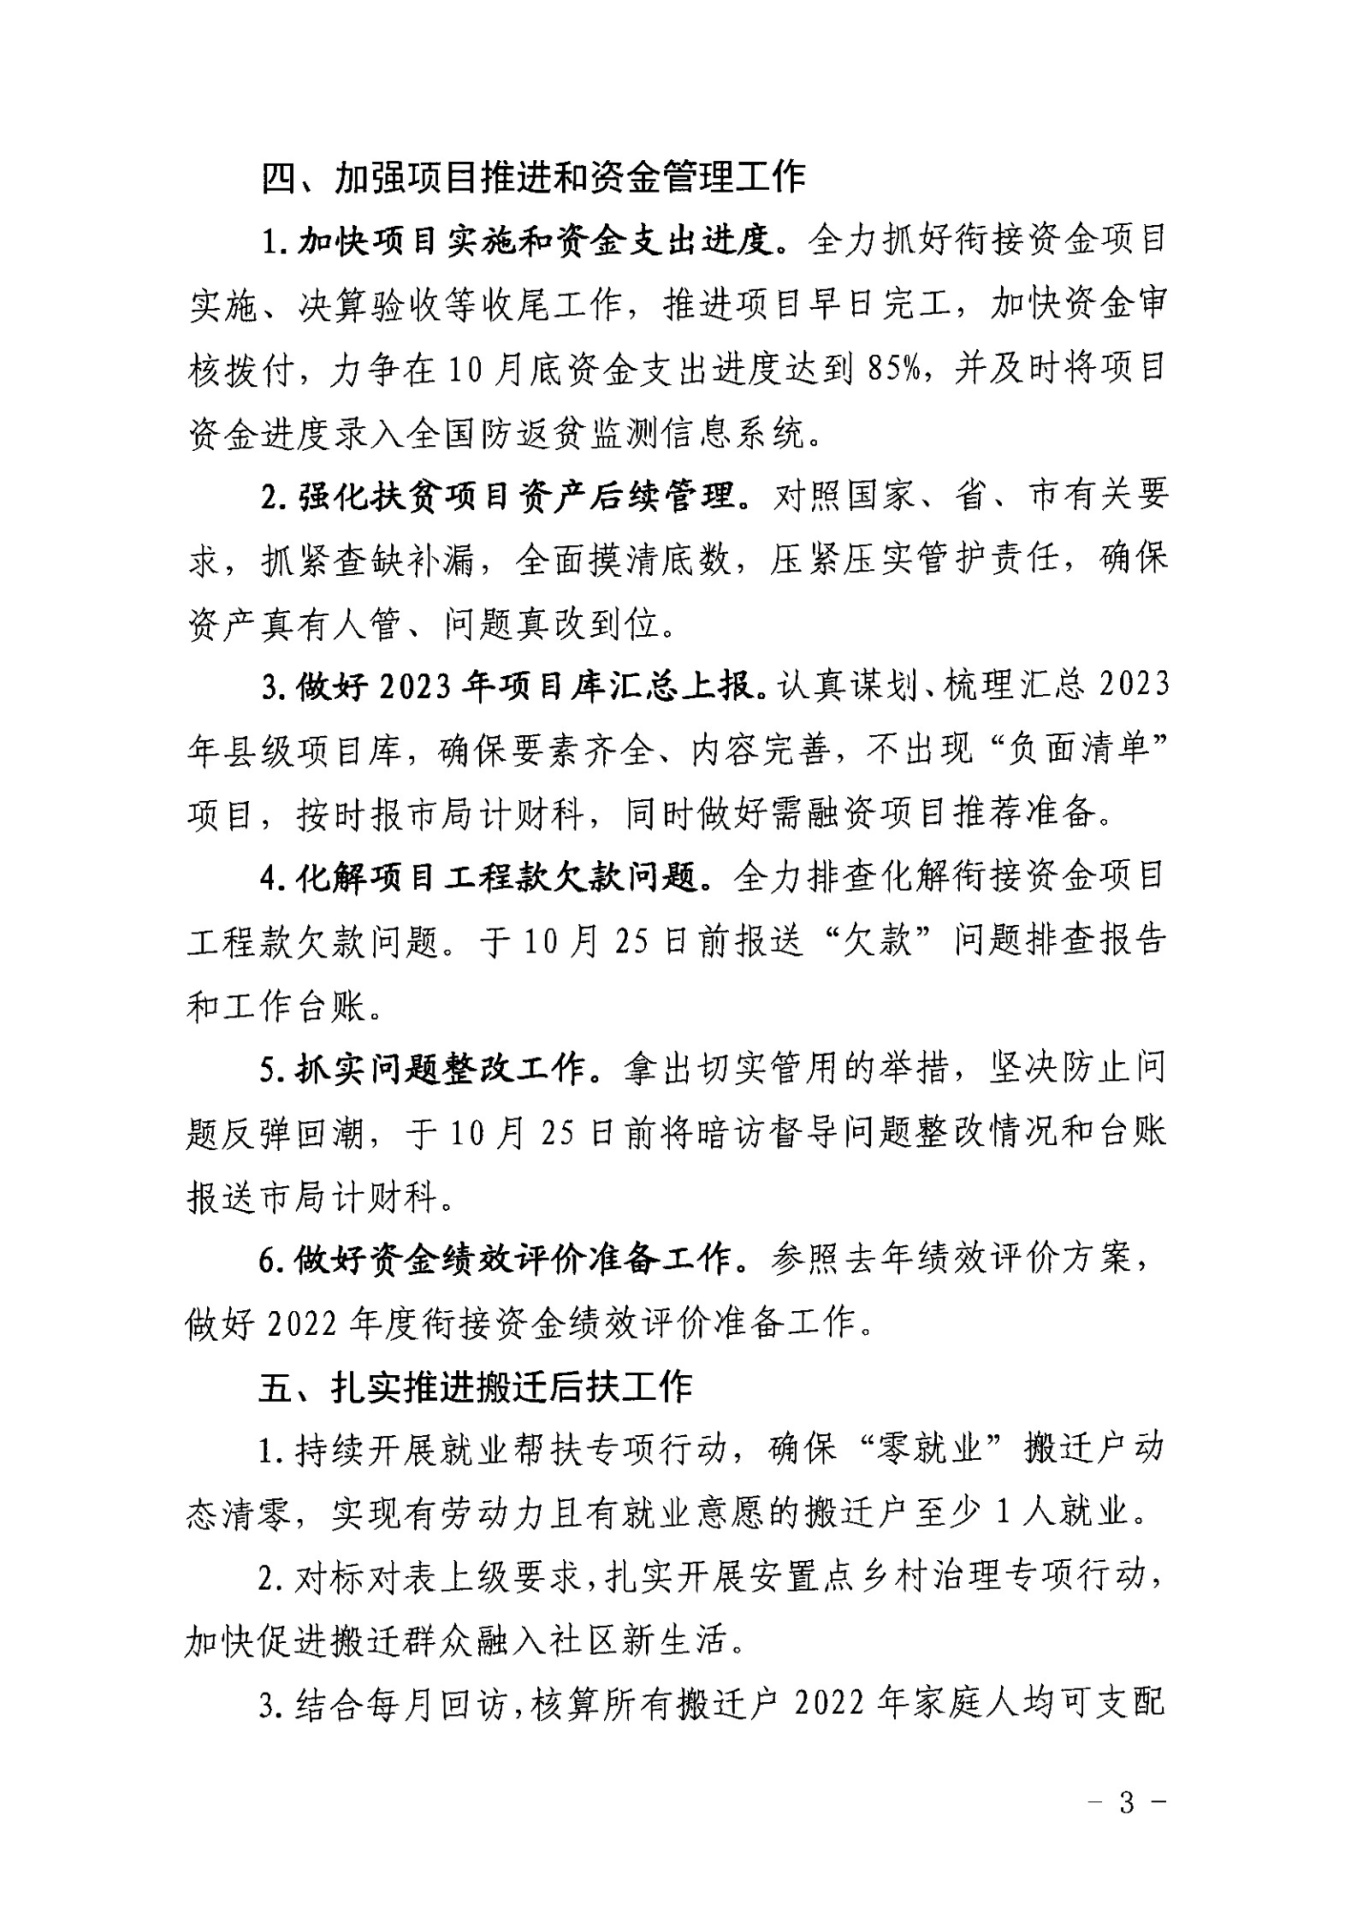 四、加强项目推进和资金管理工作
1.加快项目实施和资金支出进度。全力抓好衔接资金项目
实施、决算验收等收尾工作，推进项目早日完工，加快资金审
核拨付，力争在10月底资金支出进度达到85%，并及时将项目
资金进度录入全国防返贫监测信息系统。
2.强化扶贫项目资产后续管理。对照国家、省、市有关要
求，抓紧查缺补漏，全面摸清底数，压紧压实管护责任，确保
资产真有人管、问题真改到位。
3.做好2023年项目库汇总上报。认真谋划、梳理汇总2023
年县级项目库，确保要素齐全、内容完善，不出现“负面清单”
项目，按时报市局计财科，同时做好需融资项目推荐准备。
4.化解项目工程款欠款问题。全力排查化解衔接资金项目
工程款欠款问题。于10月25日前报送“欠款”问题排查报告
和工作台账。
5.抓实问题整改工作。拿出切实管用的举措，坚决防止问
题反弹回潮，于10月25日前将暗访督导问题整改情况和台账
报送市局计财科。
6.做好资金绩效评价准备工作。参照去年绩效评价方案，
做好2022年度衔接资金绩效评价准备工作。
五、扎实推进搬迁后扶工作
1.持续开展就业帮扶专项行动，确保“零就业”搬迁户动
态清零，实现有劳动力且有就业意愿的搬迁户至少1人就业。
2.对标对表上级要求,扎实开展安置点乡村治理专项行动，
加快促进搬迁群众融入社区新生活。
3.结合每月回访,核算所有搬迁户2022年家庭人均可支配
- 3 -